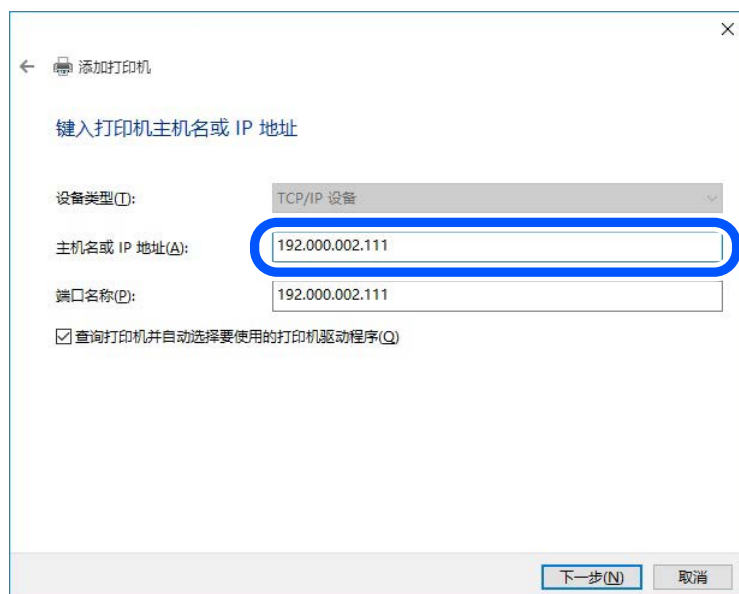 添加打印机
键入打印机主机名或 IP 地址
设备类型(T): TCP/IP 设备
主机名或 IP 地址(A): 192.000.002.111
端口名称(P): 192.000.002.111
查询打印机并自动选择要使用的打印机驱动程序(Q)
下一步(N) 取消